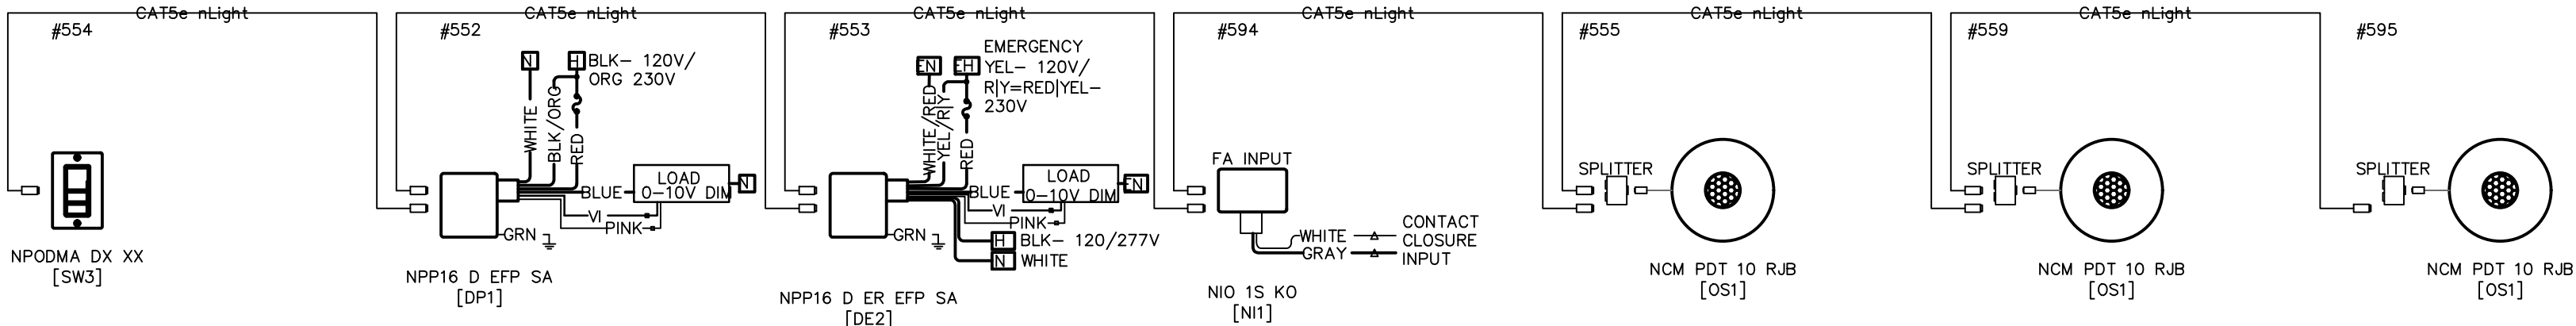 CAT5e nLight
#554
NPODMA DX XX
[SW3]
CAT5e nLight
#552
N
H
BLK- 120V/
ORG 230V
WHITE
BLK/ORG
RED
BLUE
LOAD
0-10V DIM
N
VI
PINK
GRN
NPP16 D EFP SA
[DP1]
CAT5e nLight
#553
EN
EH
EMERGENCY
YEL- 120V/
R|Y=RED|YEL-
230V
WHITE/RED
YEL/R|Y
RED
BLUE
LOAD
0-10V DIM
EN
VI
PINK
GRN
H
BLK- 120/277V
N
WHITE
NPP16 D ER EFP SA
[DE2]
CAT5e nLight
#594
FA INPUT
WHITE
GRAY
CONTACT
CLOSURE
INPUT
NIO 1S KO
[NI1]
CAT5e nLight
#555
SPLITTER
NCM PDT 10 RJB
[OS1]
CAT5e nLight
#559
SPLITTER
NCM PDT 10 RJB
[OS1]
#595
SPLITTER
NCM PDT 10 RJB
[OS1]